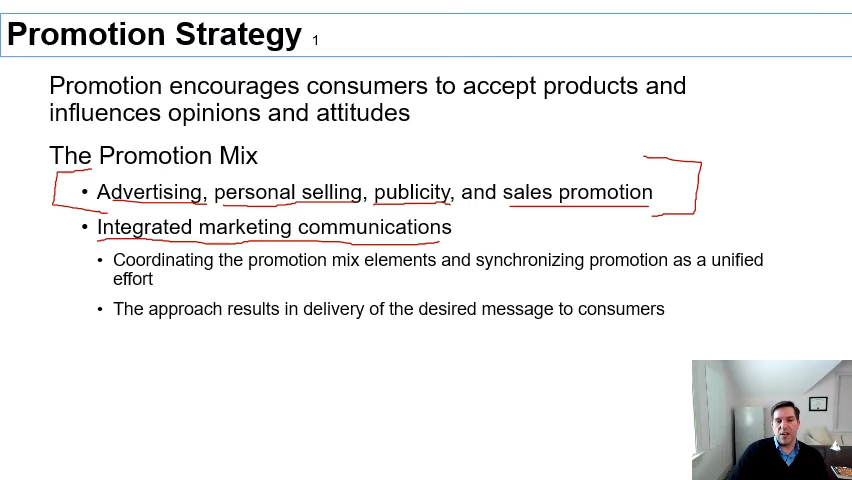 Promotion Strategy 1
Promotion encourages consumers to accept products and
influences opinions and attitudes
The Promotion Mix
• Advertising, personal selling, publicity, and sales promotion
• Integrated marketing communications
• Coordinating the promotion mix elements and synchronizing promotion as a unified
effort
• The approach results in delivery of the desired message to consumers